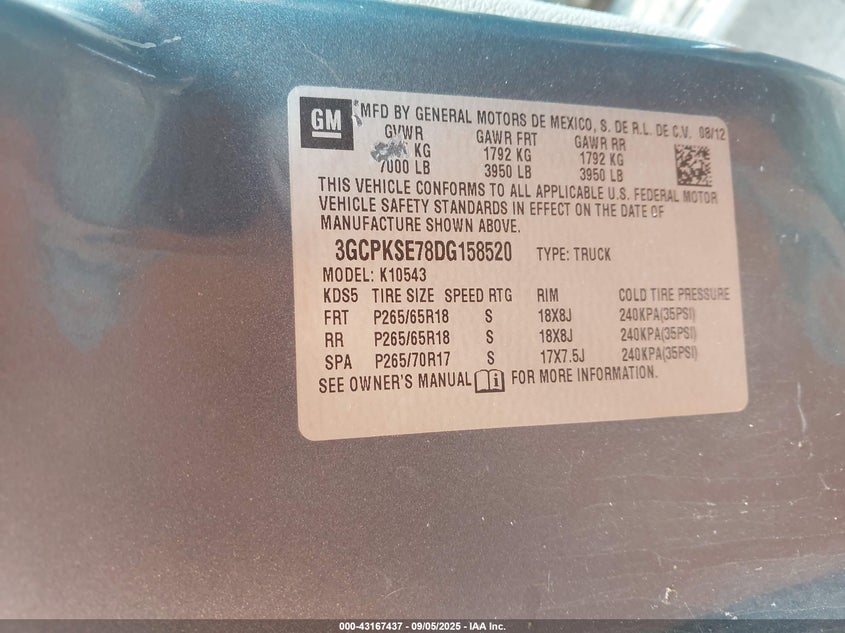 GM
MFD BY GENERAL MOTORS DE MEXICO, S. DE R.L. DE C.V. 08/12
GVWR GAWR FRT GAWR RR
KG 1792 KG 1792 KG
7000 LB 3950 LB 3950 LB
THIS VEHICLE CONFORMS TO ALL APPLICABLE U.S. FEDERAL MOTOR
VEHICLE SAFETY STANDARDS IN EFFECT ON THE DATE OF
MANUFACTURE SHOWN ABOVE.
3GCPKSE78DG158520 TYPE: TRUCK
MODEL: K10543
KDS5 TIRE SIZE SPEED RTG RIM COLD TIRE PRESSURE
FRT P265/65R18 S 18X8J 240KPA(35PSI)
RR P265/65R18 S 18X8J 240KPA(35PSI)
SPA P265/70R17 S 17X7.5J 240KPA(35PSI)
SEE OWNER'S MANUAL FOR MORE INFORMATION.
000-43167437 - 09/05/2025 - IAA Inc.